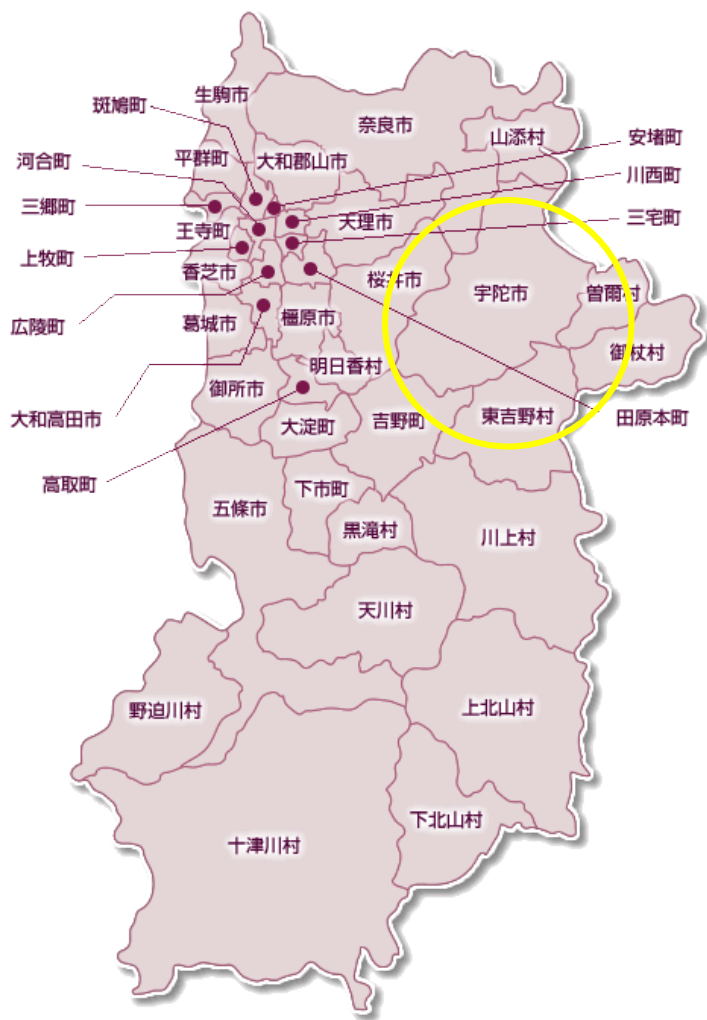 生駒市
斑鳩町
奈良市
山添村
安堵町
平群町
大和郡山市
河合町
川西町
三郷町
天理市
三宅町
王寺町
上牧町
香芝市
桜井市
宇陀市
曽爾村
広陵町
葛城市
橿原市
御杖村
明日香村
御所市
大和高田市
大淀町
吉野町
東吉野村
田原本町
高取町
下市町
五條市
黒滝村
川上村
天川村
野迫川村
上北山村
下北山村
十津川村